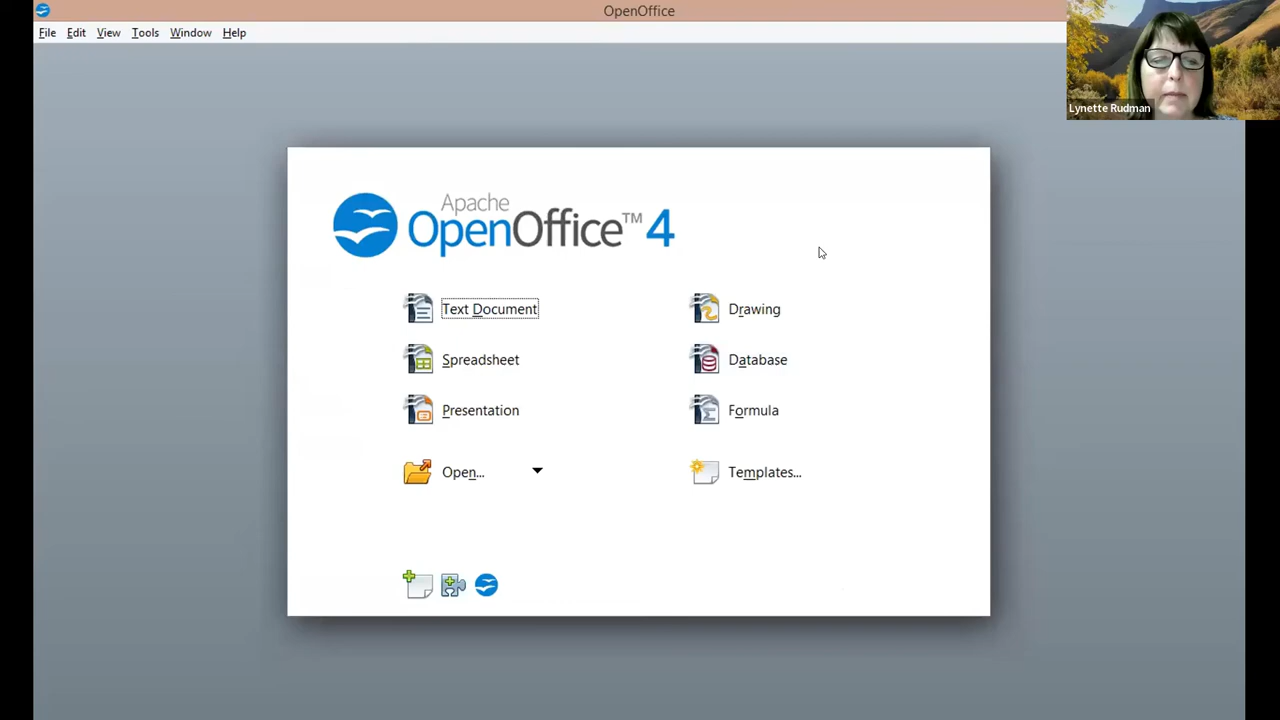 OpenOffice
File Edit View Tools Window Help
Lynette Rudman
Apache
OpenOffice™ 4
Text Document
Drawing
Spreadsheet
Database
Presentation
Formula
Open...
Templates...